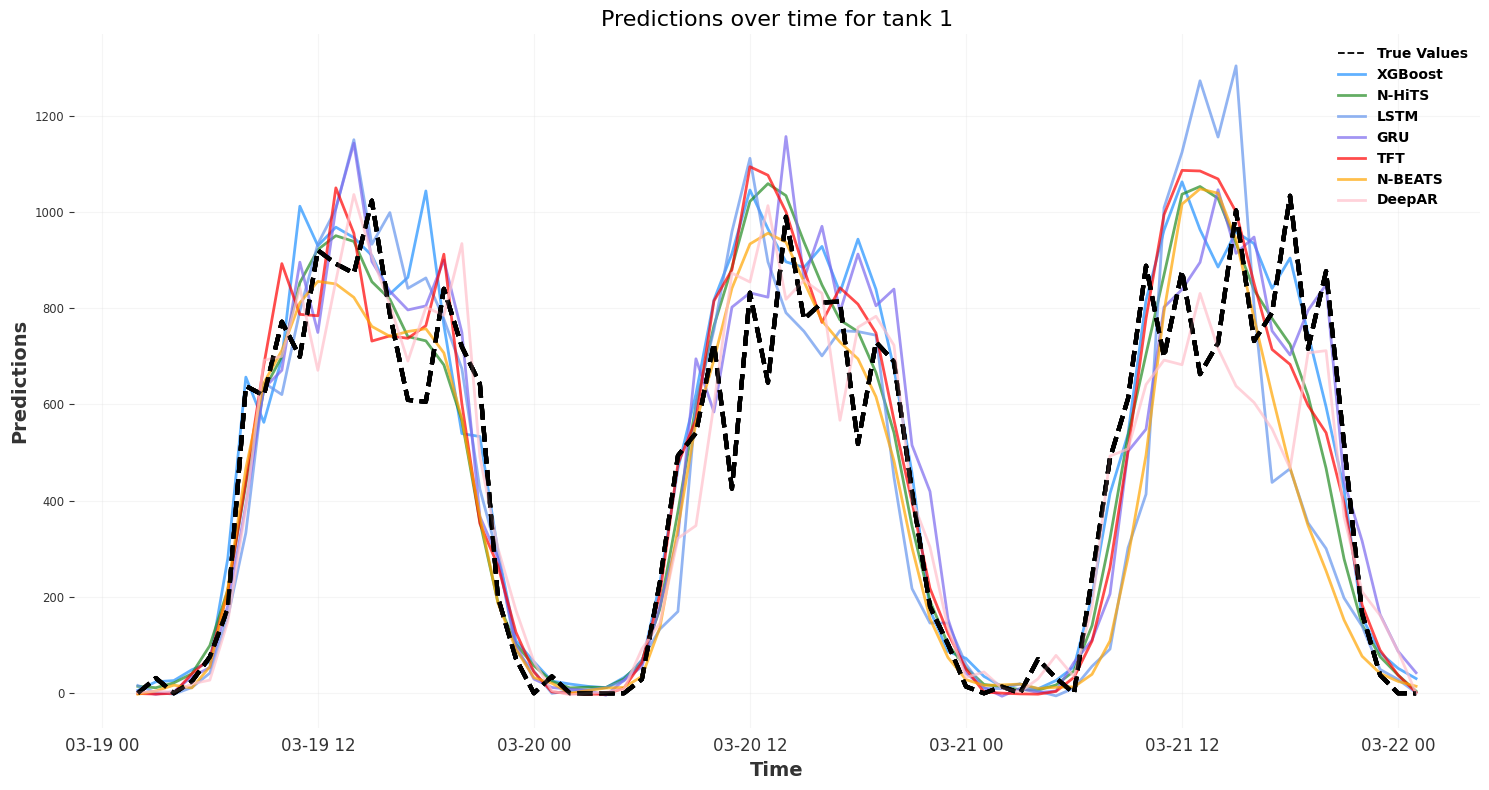 Predictions over time for tank 1
True Values
XGBoost
N-HiTS
LSTM
GRU
TFT
N-BEATS
DeepAR
1200
1000
800
600
400
200
0
Predictions
03-19 00
03-19 12
03-20 00
03-20 12
03-21 00
03-21 12
03-22 00
Time